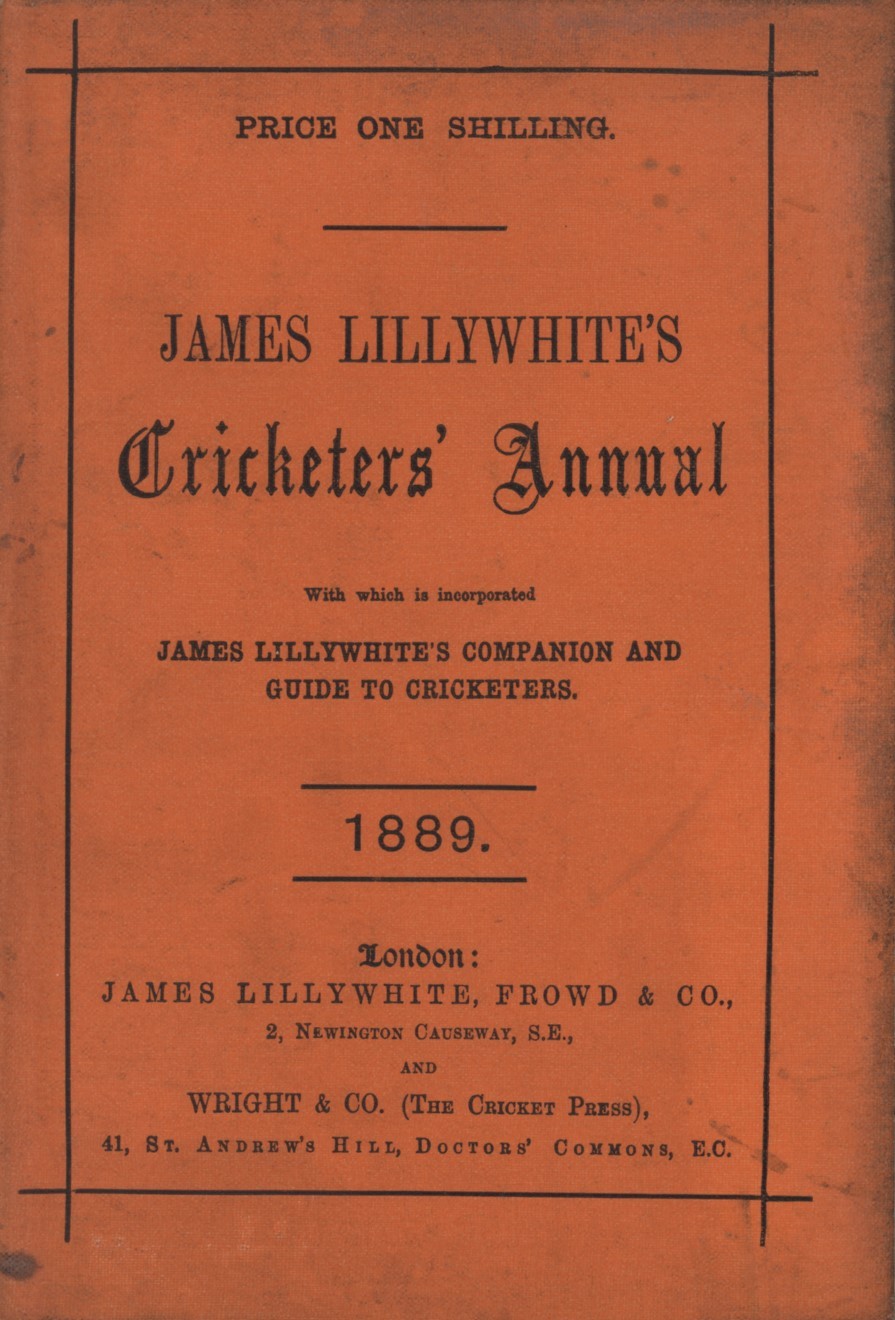 PRICE ONE SHILLING.
JAMES LILLYWHITE'S
Cricketers' Annual
With which is incorporated
JAMES LILLYWHITE'S COMPANION AND
GUIDE TO CRICKETERS.
1889.
London:
JAMES LILLYWHITE, FROWD & CO.,
2, NEWINGTON CAUSEWAY, S.E.,
AND
WRIGHT & CO. (THE CRICKET PRESS),
41, ST. ANDREW'S HILL, DOCTORS' COMMONS, E.C.